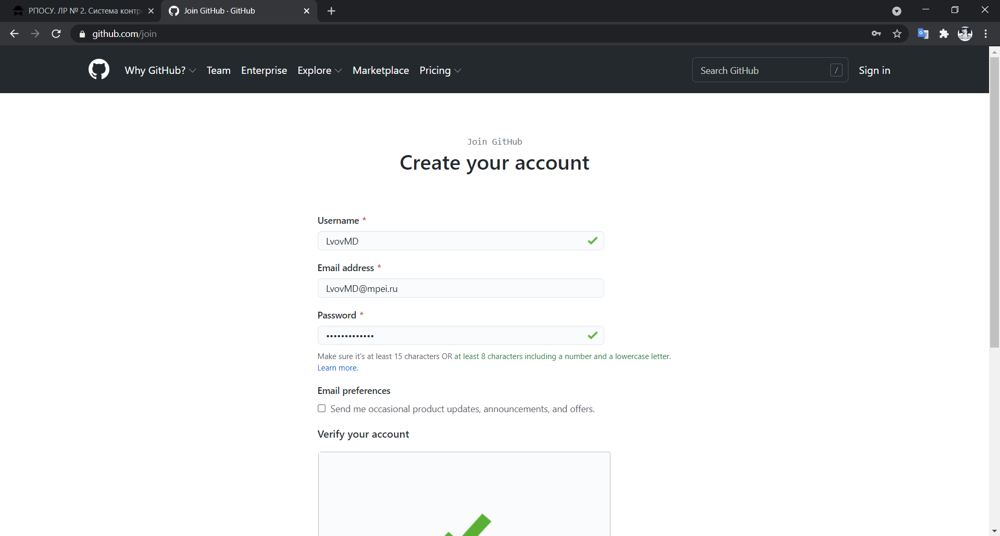 РПОСУ. ЛР № 2. Система контр
Join GitHub · GitHub
github.com/join
Why GitHub?
Team
Enterprise
Explore
Marketplace
Pricing
Search GitHub
/
Sign in
Join GitHub
Create your account
Username *
LvovMD
Email address *
LvovMD@mpei.ru
Password *
•••••••••••••
Make sure it's at least 15 characters OR at least 8 characters including a number and a lowercase letter.
Learn more.
Email preferences
Send me occasional product updates, announcements, and offers.
Verify your account